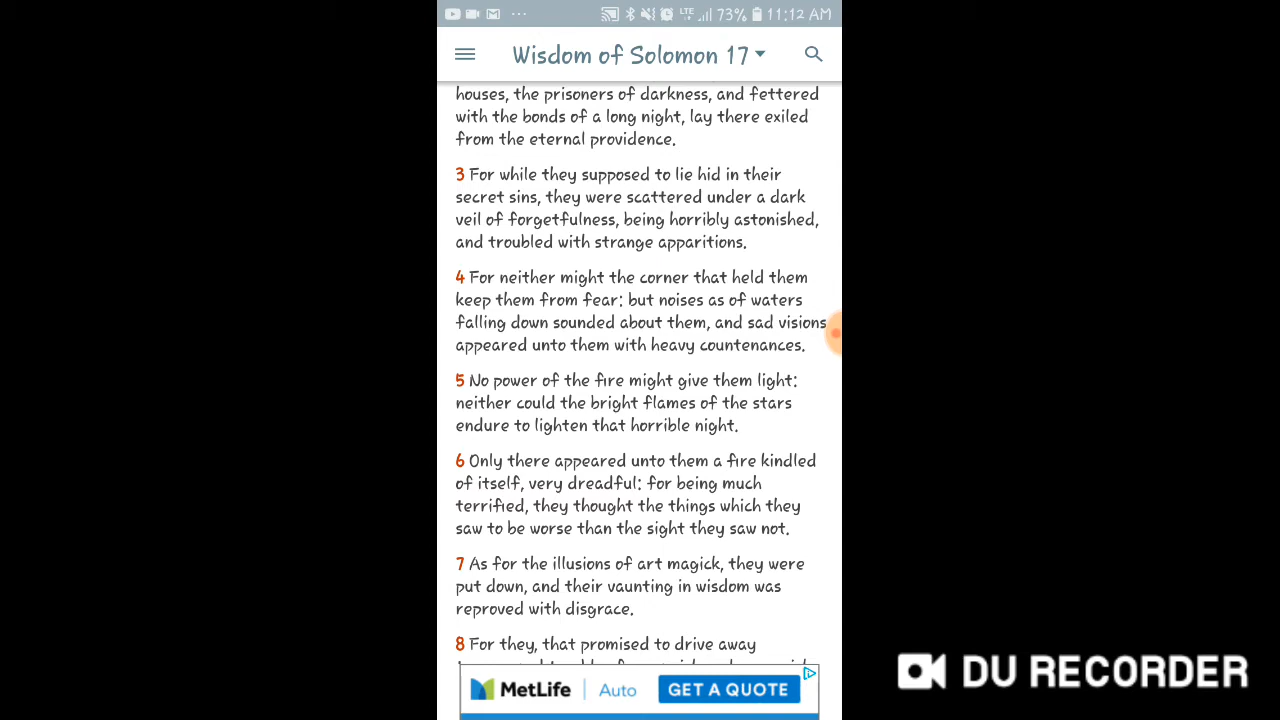 LTE 73% 11:12 AM
Wisdom of Solomon 17
houses, the prisoners of darkness, and fettered
with the bonds of a long night, lay there exiled
from the eternal providence.
3 For while they supposed to lie hid in their
secret sins, they were scattered under a dark
veil of forgetfulness, being horribly astonished,
and troubled with strange apparitions.
4 For neither might the corner that held them
keep them from fear: but noises as of waters
falling down sounded about them, and sad visions
appeared unto them with heavy countenances.
5 No power of the fire might give them light:
neither could the bright flames of the stars
endure to lighten that horrible night.
6 Only there appeared unto them a fire kindled
of itself, very dreadful: for being much
terrified, they thought the things which they
saw to be worse than the sight they saw not.
7 As for the illusions of art magick, they were
put down, and their vaunting in wisdom was
reproved with disgrace.
8 For they, that promised to drive away
MetLife Auto GET A QUOTE
DU RECORDER